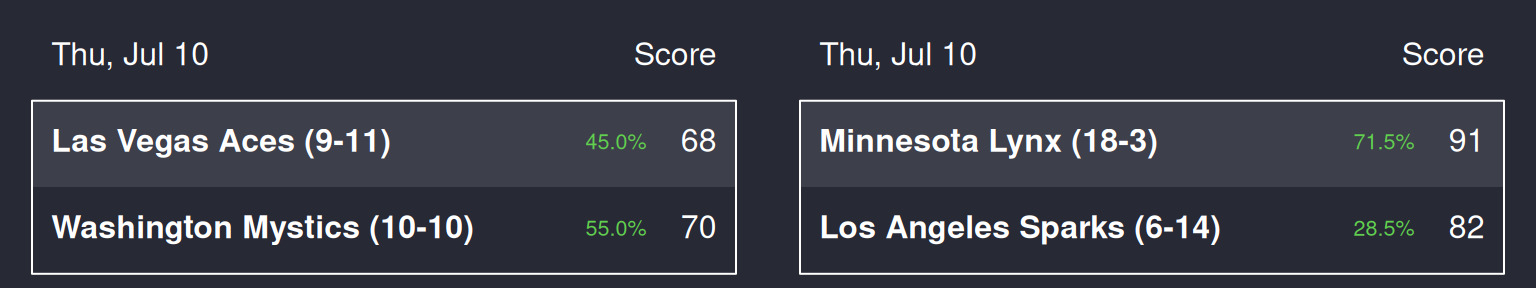 Thu, Jul 10 Score
Las Vegas Aces (9-11) 45.0% 68
Washington Mystics (10-10) 55.0% 70
Thu, Jul 10 Score
Minnesota Lynx (18-3) 71.5% 91
Los Angeles Sparks (6-14) 28.5% 82